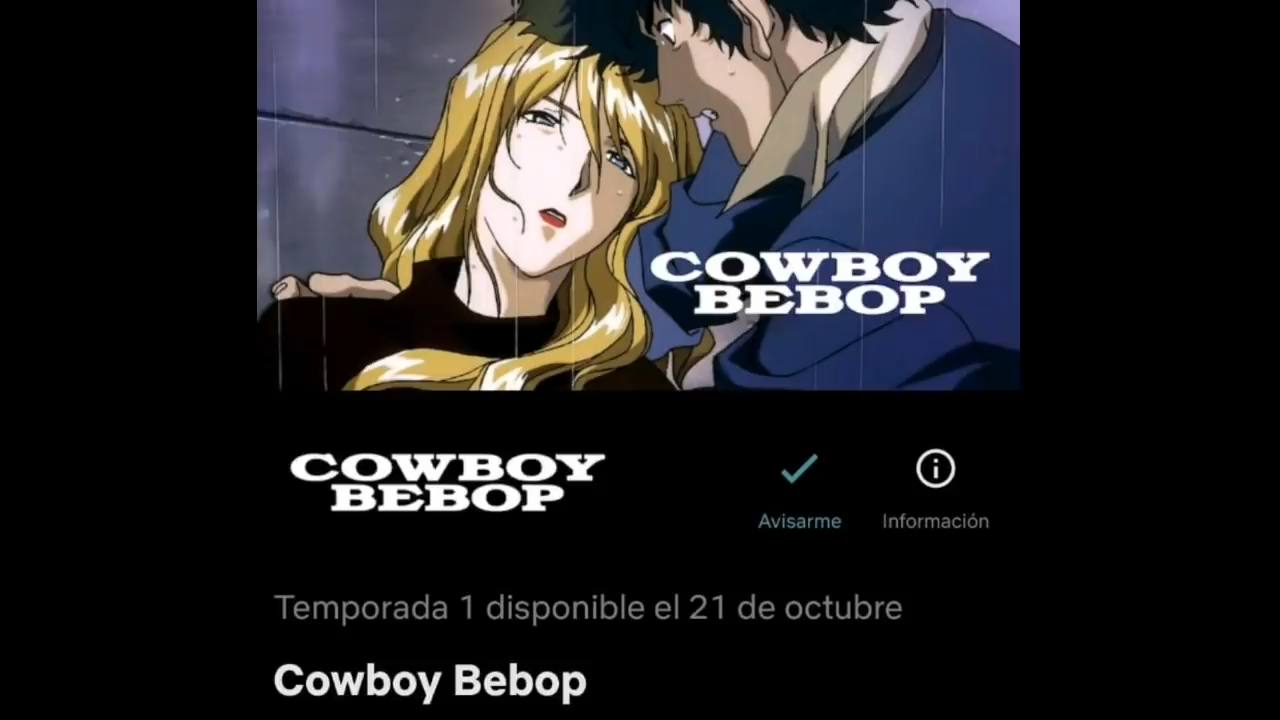 COWBOY
BEBOP
COWBOY
BEBOP
Avisarme
Información
Temporada 1 disponible el 21 de octubre
Cowboy Bebop